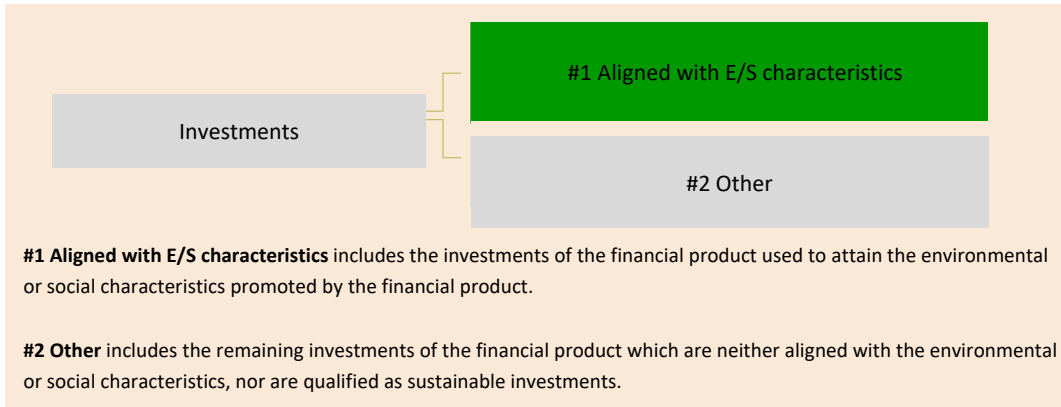 #1 Aligned with E/S characteristics
Investments
#2 Other
#1 Aligned with E/S characteristics includes the investments of the financial product used to attain the environmental
or social characteristics promoted by the financial product.
#2 Other includes the remaining investments of the financial product which are neither aligned with the environmental
or social characteristics, nor are qualified as sustainable investments.